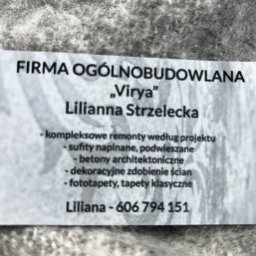 FIRMA OGÓLNOBUDOWLANA
„Virya”
Lilianna Strzelecka
- kompleksowe remonty według projektu
- sufity napinane, podwieszane
- betony architektoniczne
- dekoracyjne zdobienie ścian
- fototapety, tapety klasyczne
Liliana - 606 794 151